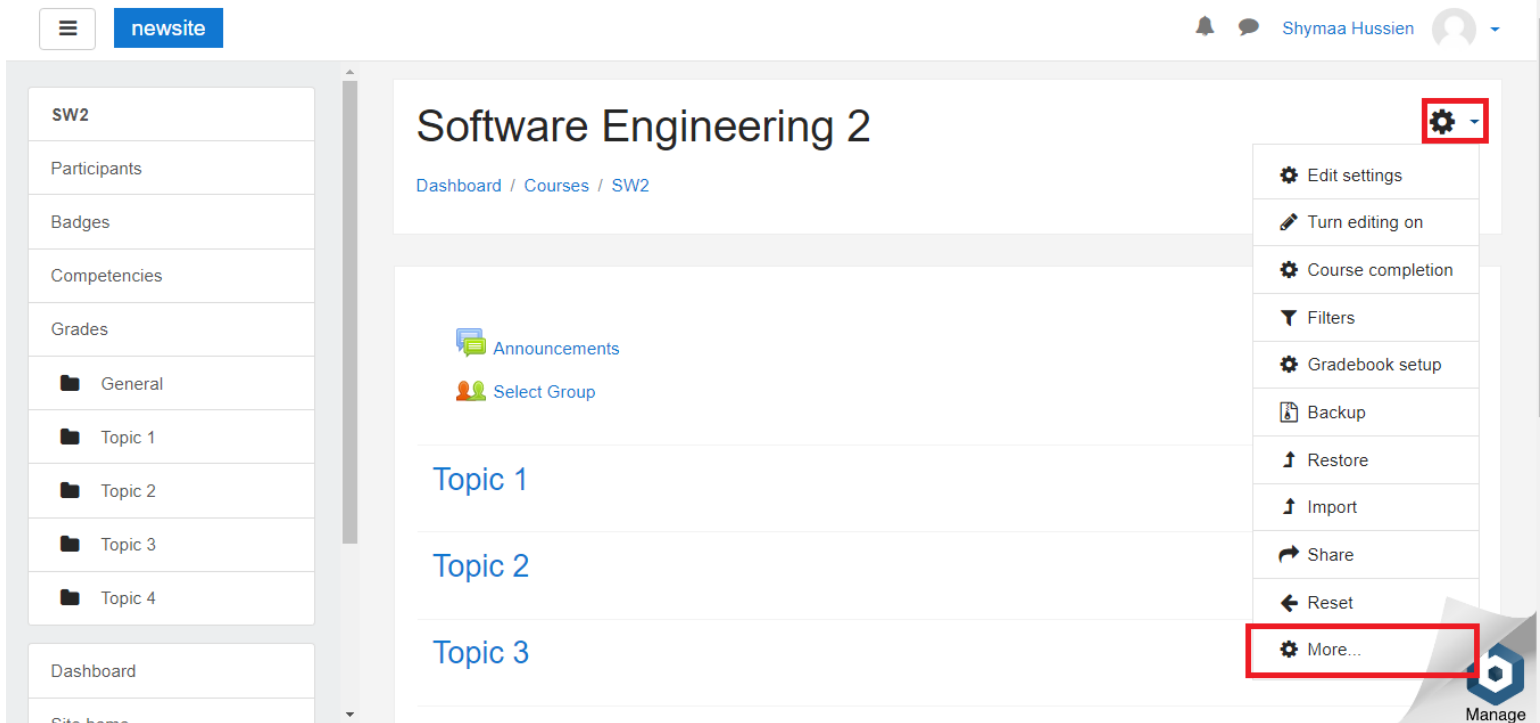 newsite
Shymaa Hussien
SW2
Participants
Badges
Competencies
Grades
General
Topic 1
Topic 2
Topic 3
Topic 4
Dashboard
Site home
Software Engineering 2
Dashboard / Courses / SW2
Announcements
Select Group
Topic 1
Topic 2
Topic 3
Edit settings
Turn editing on
Course completion
Filters
Gradebook setup
Backup
Restore
Import
Share
Reset
More...
Manage